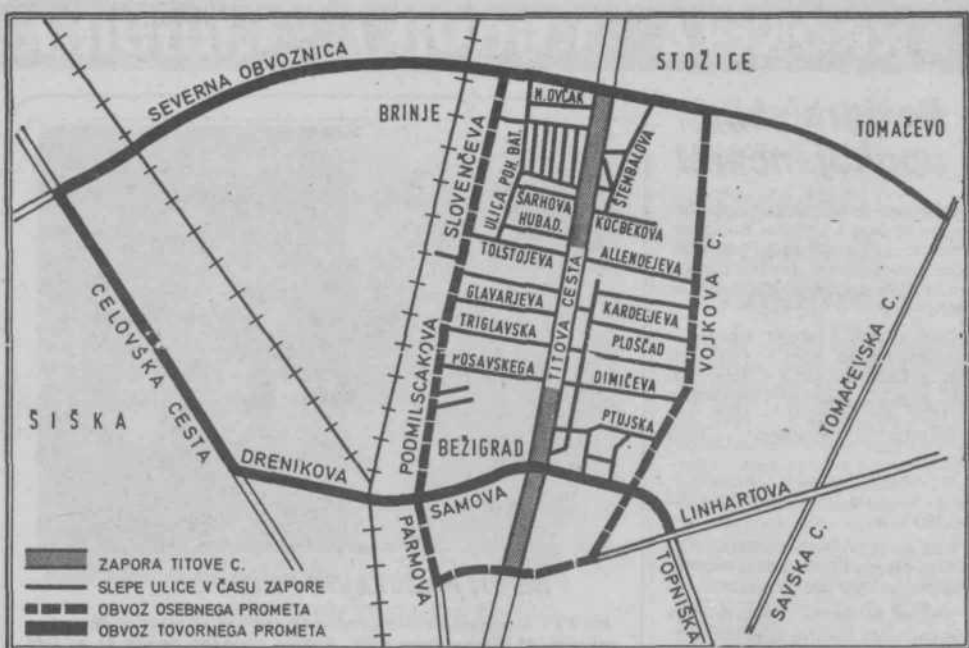 STOŽICE
SEVERNA OBVOZNICA
BRINJE
TOMAČEVO
M. OVČAK
SLOVENČEVA
ULICA POH. BAT.
ŠTEMBALOVA
ŠARHOVA
HUBAD.
KOCBEKOVA
TOLSTOJEVA
ALLENDEJEVA
TITOVA CESTA
VOJKOVA C.
GLAVARJEVA
KARDELJEVA
TRIGLAVSKA
PLOŠČAD
POSAVSKEGA
DIMIČEVA
CELOVŠKA CESTA
TOMAČEVSKA C.
ŠIŠKA
PODMILŠČAKOVA
PTUJSKA
BEŽIGRAD
DRENIKOVA
SAMOVA
LINHARTOVA
PARMOVA
TOPNIŠKA
SAVSKA C.
ZAPORA TITOVE C.
SLEPE ULICE V ČASU ZAPORE
OBVOZ OSEBNEGA PROMETA
OBVOZ TOVORNEGA PROMETA